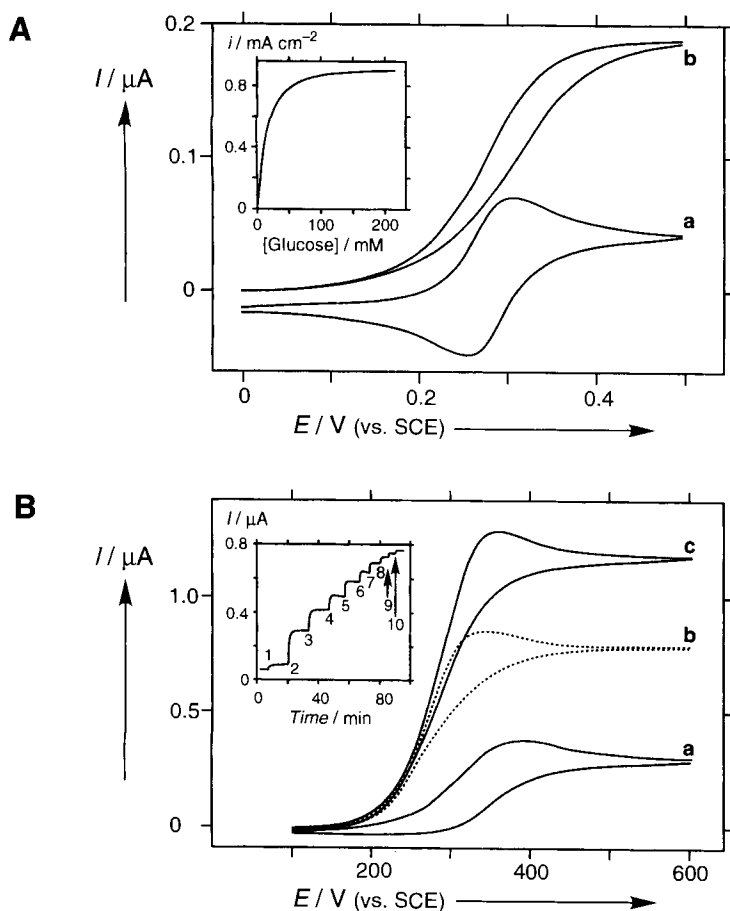 A
0.2
I / μA
i / mA cm⁻²
0.8
0.4
0
0 100 200
[Glucose] / mM
b
0.1
a
0
0 0.2 0.4
E / V (vs. SCE)
B
I / μA
I / μA
0.8
0.4
0
1 2 3 4 5 6 7 8 9 10
0 40 80
Time / min
c
1.0
b
0.5
a
0
200 400 600
E / V (vs. SCE)